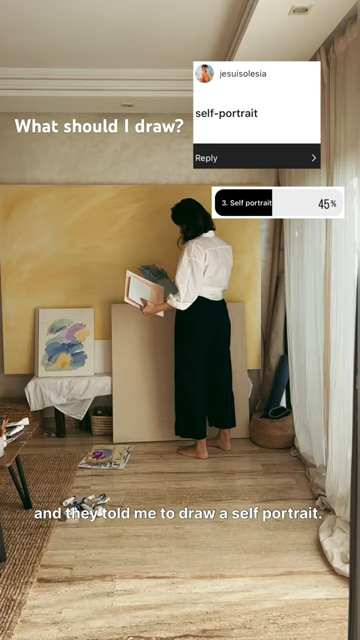 jesuisolesia
self-portrait
What should I draw?
Reply
3. Self portrait
45%
and they told me to draw a self portrait.